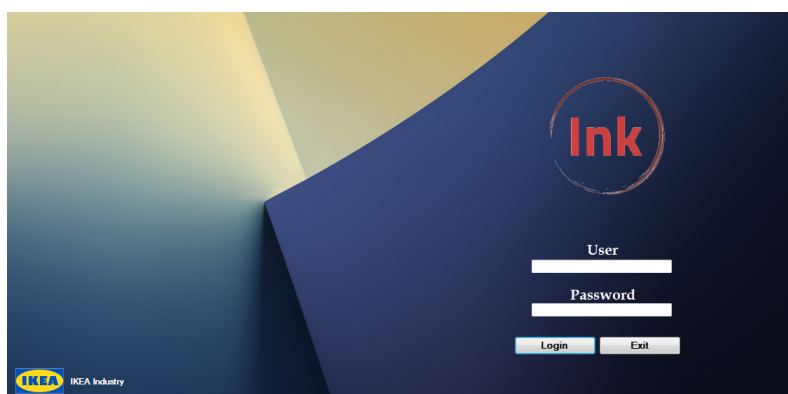 Ink
User
Password
Login Exit
IKEA IKEA Industry